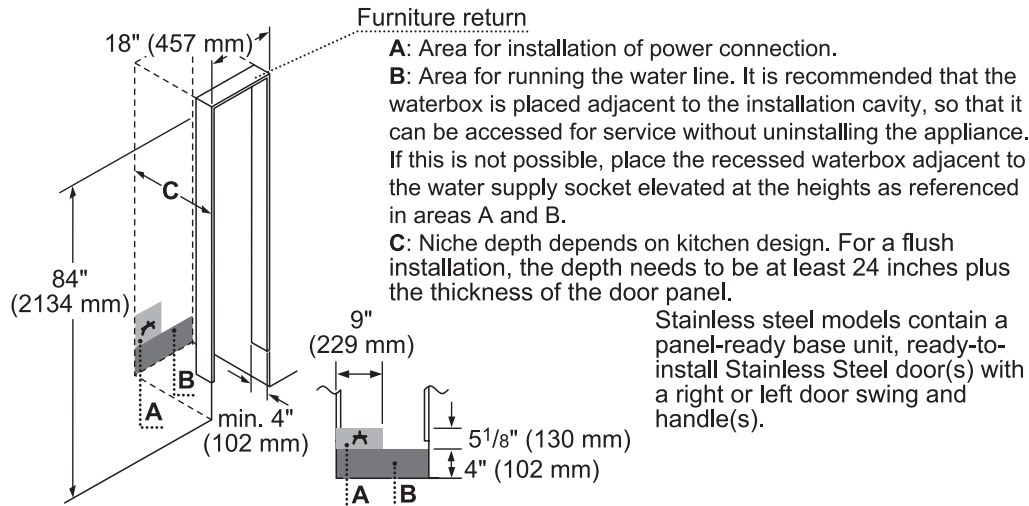 Furniture return
18" (457 mm)
A: Area for installation of power connection.
B: Area for running the water line. It is recommended that the
waterbox is placed adjacent to the installation cavity, so that it
can be accessed for service without uninstalling the appliance.
If this is not possible, place the recessed waterbox adjacent to
the water supply socket elevated at the heights as referenced
in areas A and B.
C: Niche depth depends on kitchen design. For a flush
installation, the depth needs to be at least 24 inches plus
the thickness of the door panel.
Stainless steel models contain a
panel-ready base unit, ready-to-
install Stainless Steel door(s) with
a right or left door swing and
handle(s).
C
84"
(2134 mm)
B
A
min. 4"
(102 mm)
9"
(229 mm)
5 1/8" (130 mm)
4" (102 mm)
A
B